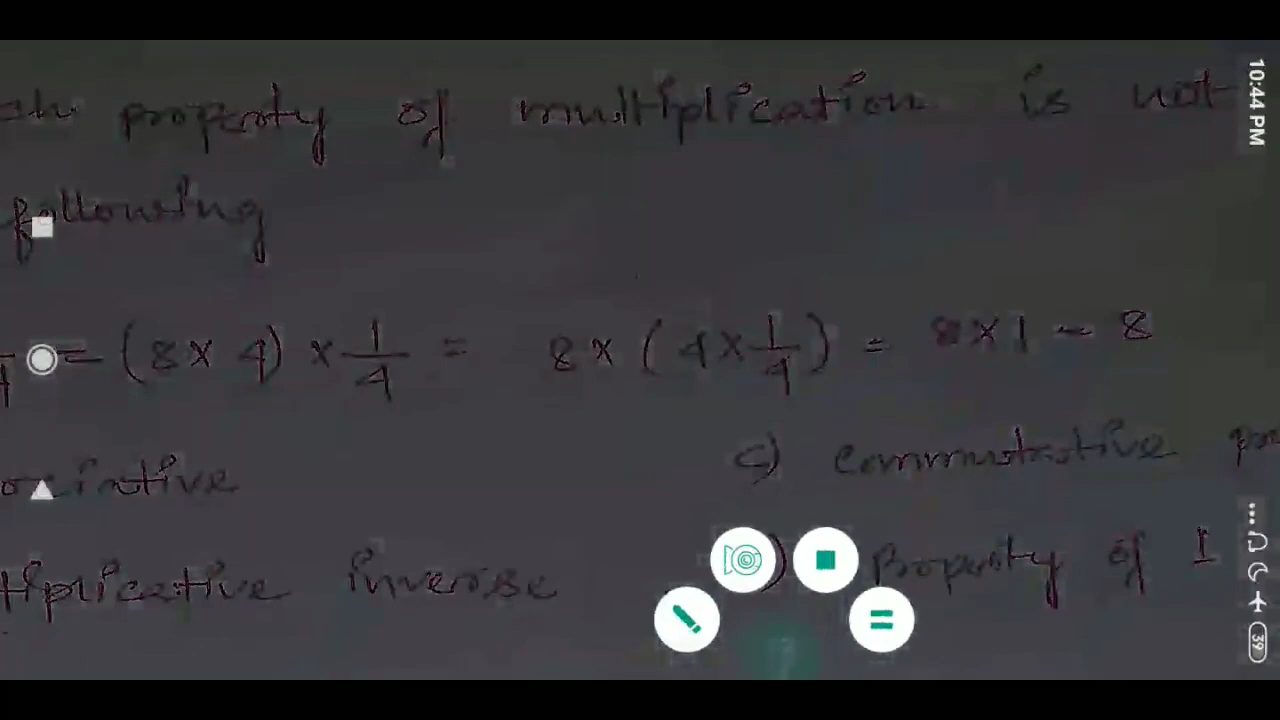 property of multiplication is not
following
= (8 × 4) × 1/4 = 8 × (4 × 1/4) = 8 × 1 = 8
c) commutative
inverse
Property of 1
10:44 PM
39